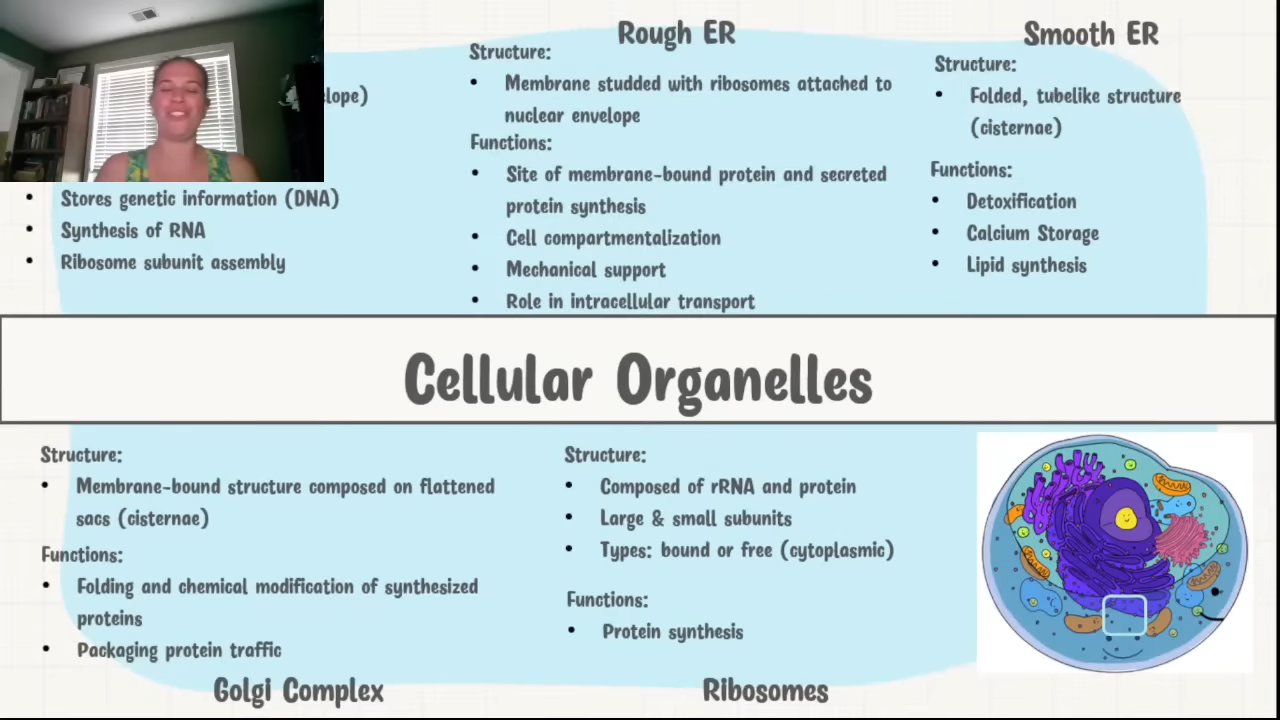 Rough ER
Smooth ER
Structure:
Membrane studded with ribosomes attached to
nuclear envelope
Functions:
Site of membrane-bound protein and secreted
protein synthesis
Cell compartmentalization
Mechanical support
Role in intracellular transport
Structure:
Folded, tubelike structure
(cisternae)
Functions:
Detoxification
Calcium Storage
Lipid synthesis
Stores genetic information (DNA)
Synthesis of RNA
Ribosome subunit assembly
Cellular Organelles
Structure:
Membrane-bound structure composed on flattened
sacs (cisternae)
Functions:
Folding and chemical modification of synthesized
proteins
Packaging protein traffic
Golgi Complex
Structure:
Composed of rRNA and protein
Large & small subunits
Types: bound or free (cytoplasmic)
Functions:
Protein synthesis
Ribosomes